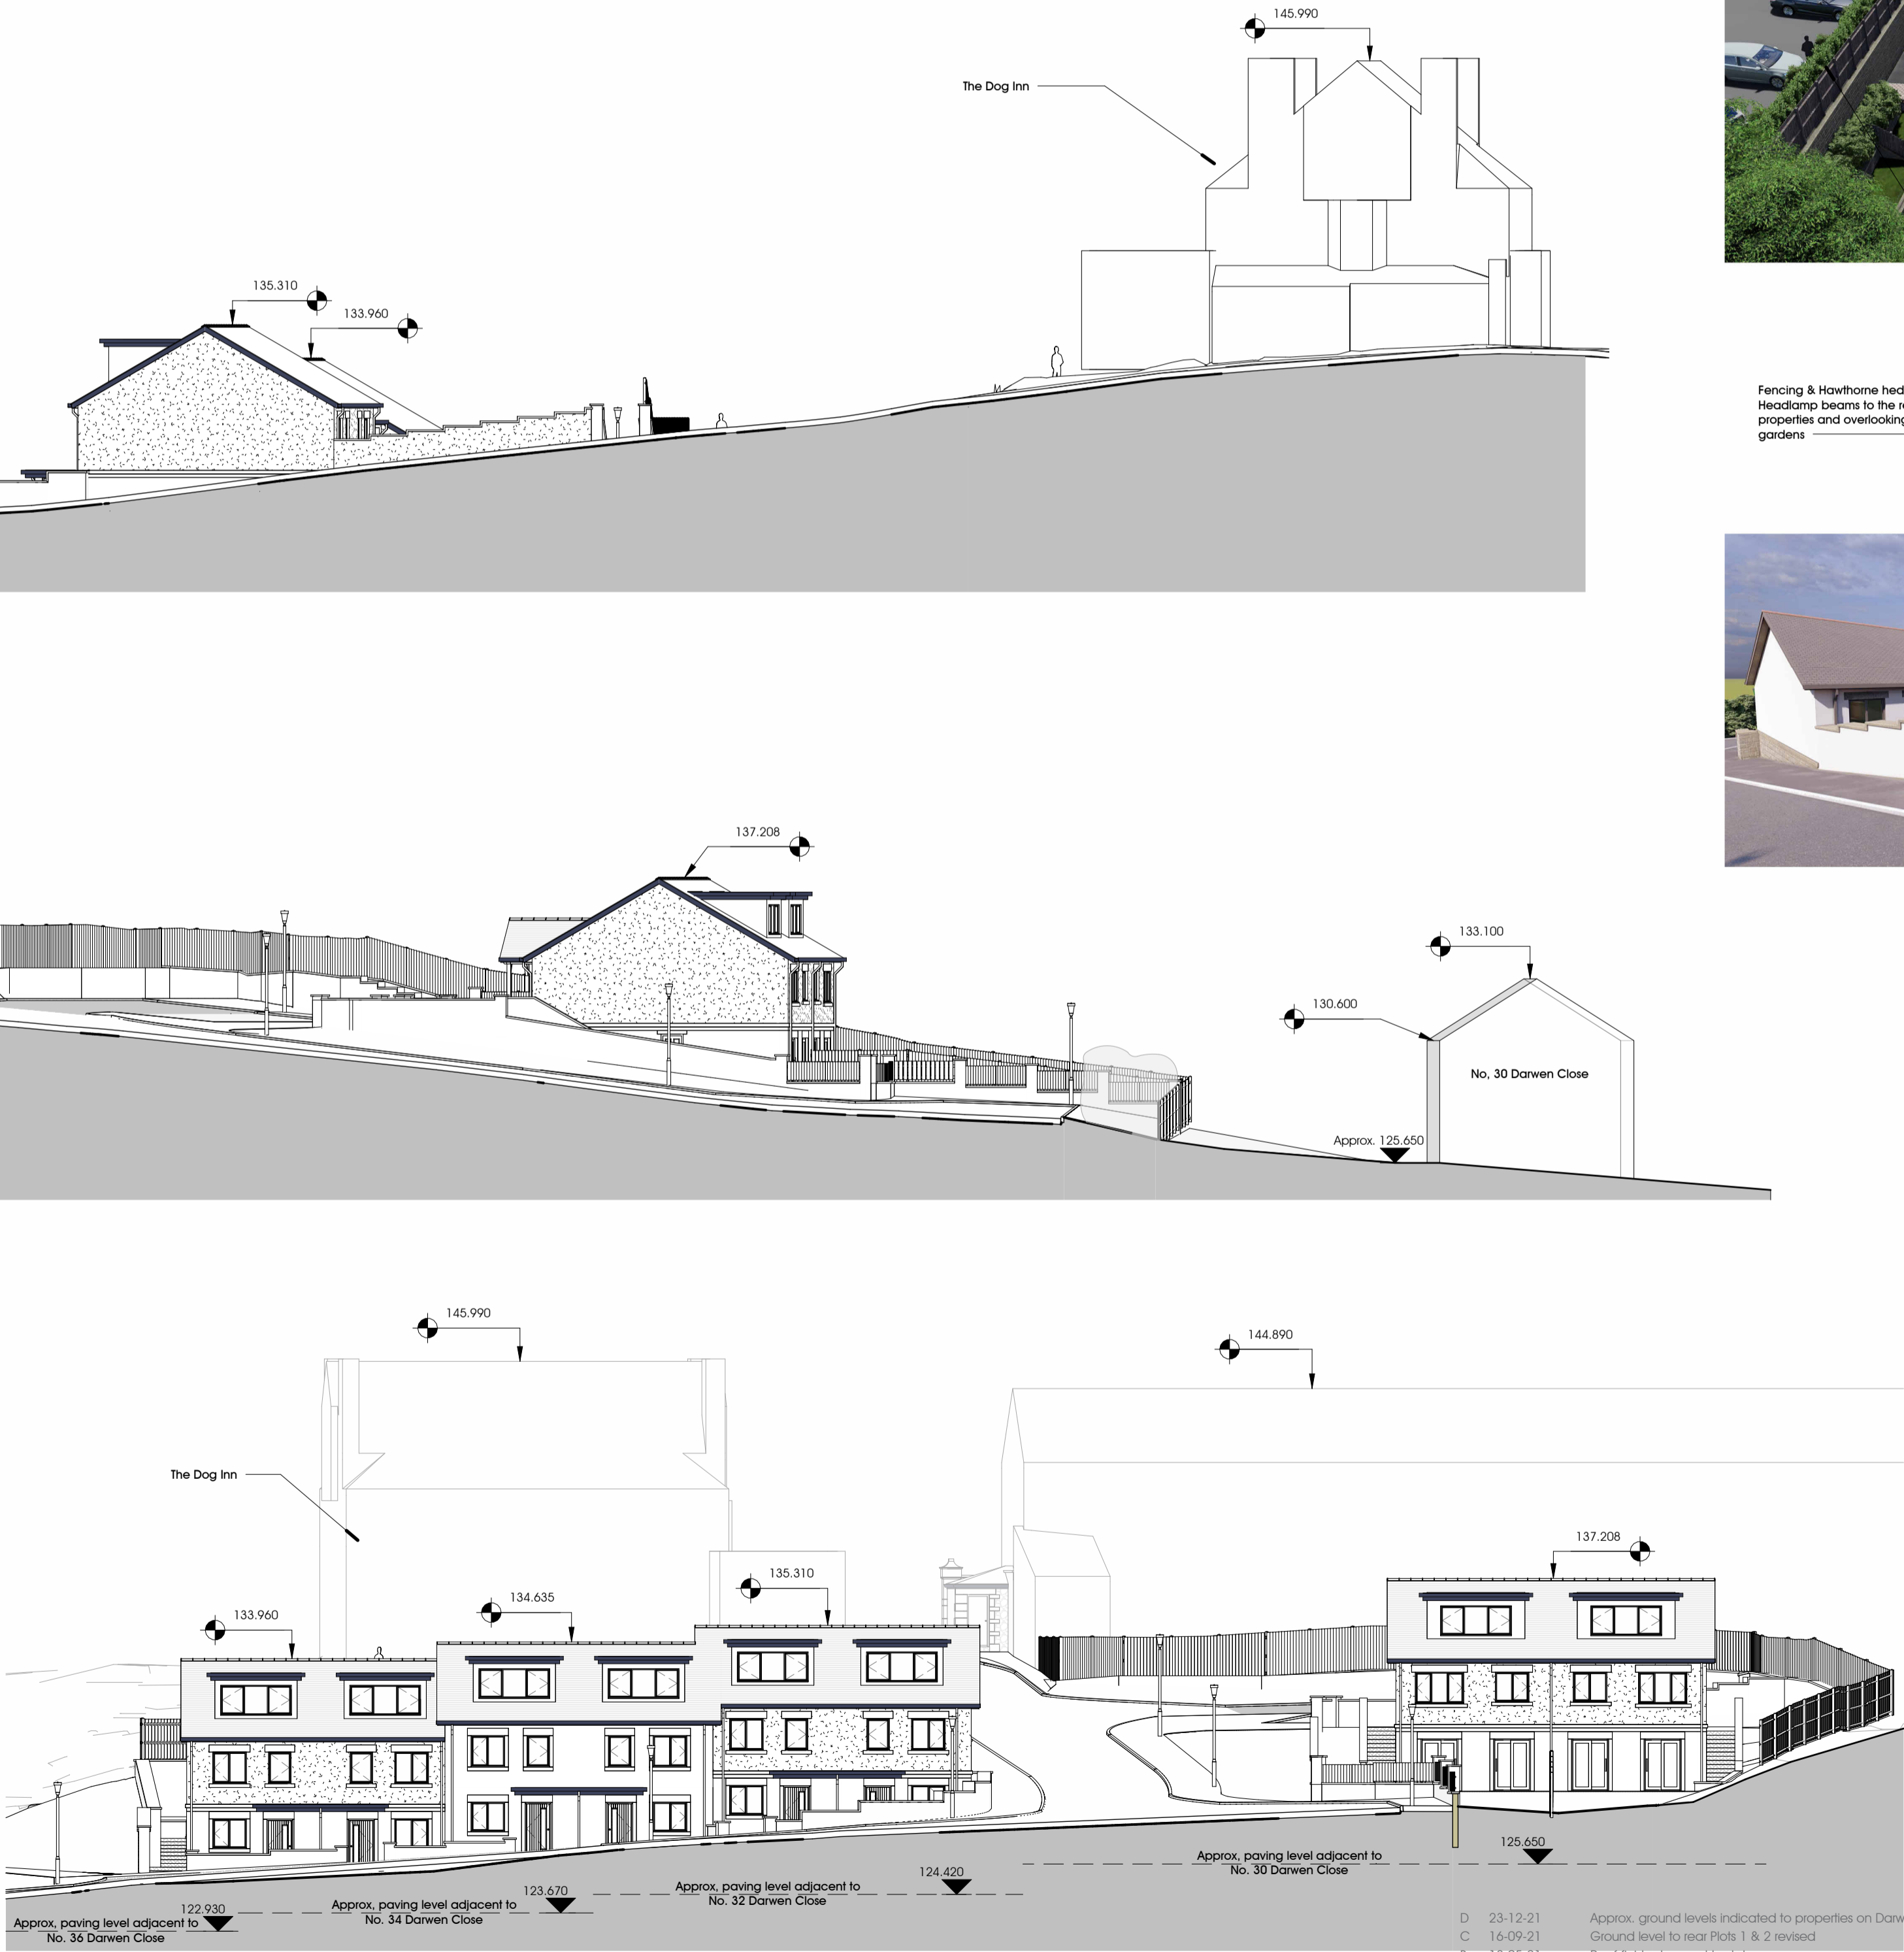 145.990
The Dog Inn
135.310
133.960
Fencing & Hawthorne hed
Headlamp beams to the r
properties and overlooking
gardens
137.208
133.100
130.600
No, 30 Darwen Close
Approx. 125.650
145.990
144.890
The Dog Inn
137.208
135.310
134.635
133.960
125.650
Approx, paving level adjacent to
No. 30 Darwen Close
124.420
Approx, paving level adjacent to
No. 32 Darwen Close
123.670
Approx, paving level adjacent to
No. 34 Darwen Close
122.930
Approx, paving level adjacent to
No. 36 Darwen Close
D 23-12-21 Approx. ground levels indicated to properties on Darw
C 16-09-21 Ground level to rear Plots 1 & 2 revised